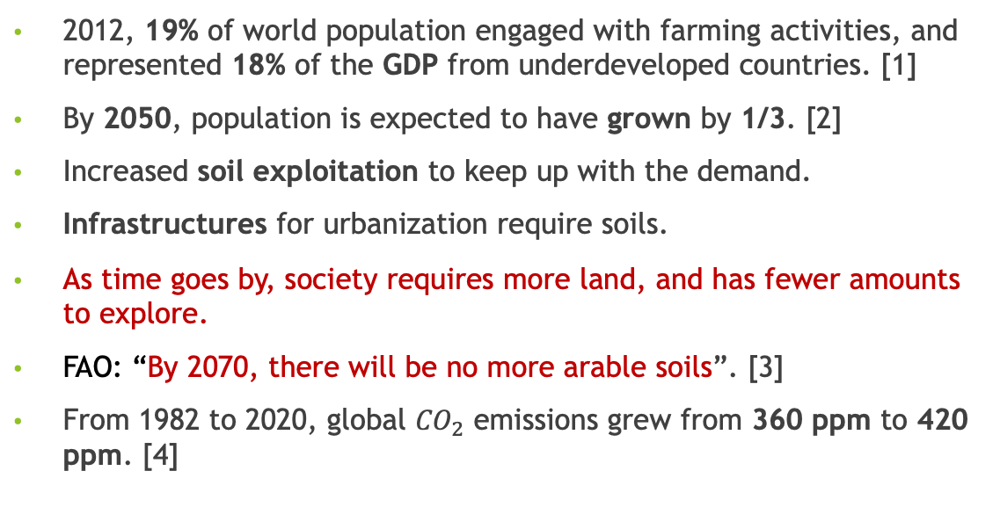 • 2012, 19% of world population engaged with farming activities, and
represented 18% of the GDP from underdeveloped countries. [1]
• By 2050, population is expected to have grown by 1/3. [2]
• Increased soil exploitation to keep up with the demand.
• Infrastructures for urbanization require soils.
• As time goes by, society requires more land, and has fewer amounts
to explore.
• FAO: “By 2070, there will be no more arable soils”. [3]
• From 1982 to 2020, global 𝐶𝑂₂ emissions grew from 360 ppm to 420
ppm. [4]